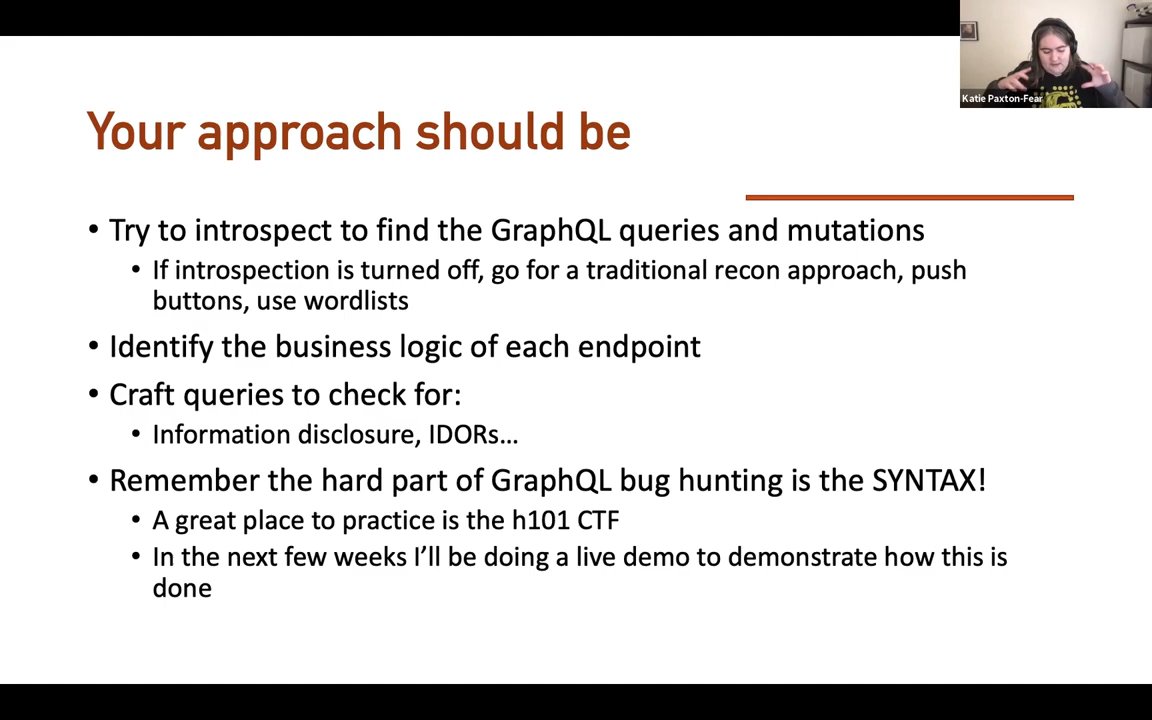 Katie Paxton-Fear
Your approach should be
• Try to introspect to find the GraphQL queries and mutations
• If introspection is turned off, go for a traditional recon approach, push
buttons, use wordlists
• Identify the business logic of each endpoint
• Craft queries to check for:
• Information disclosure, IDORs...
• Remember the hard part of GraphQL bug hunting is the SYNTAX!
• A great place to practice is the h101 CTF
• In the next few weeks I’ll be doing a live demo to demonstrate how this is
done